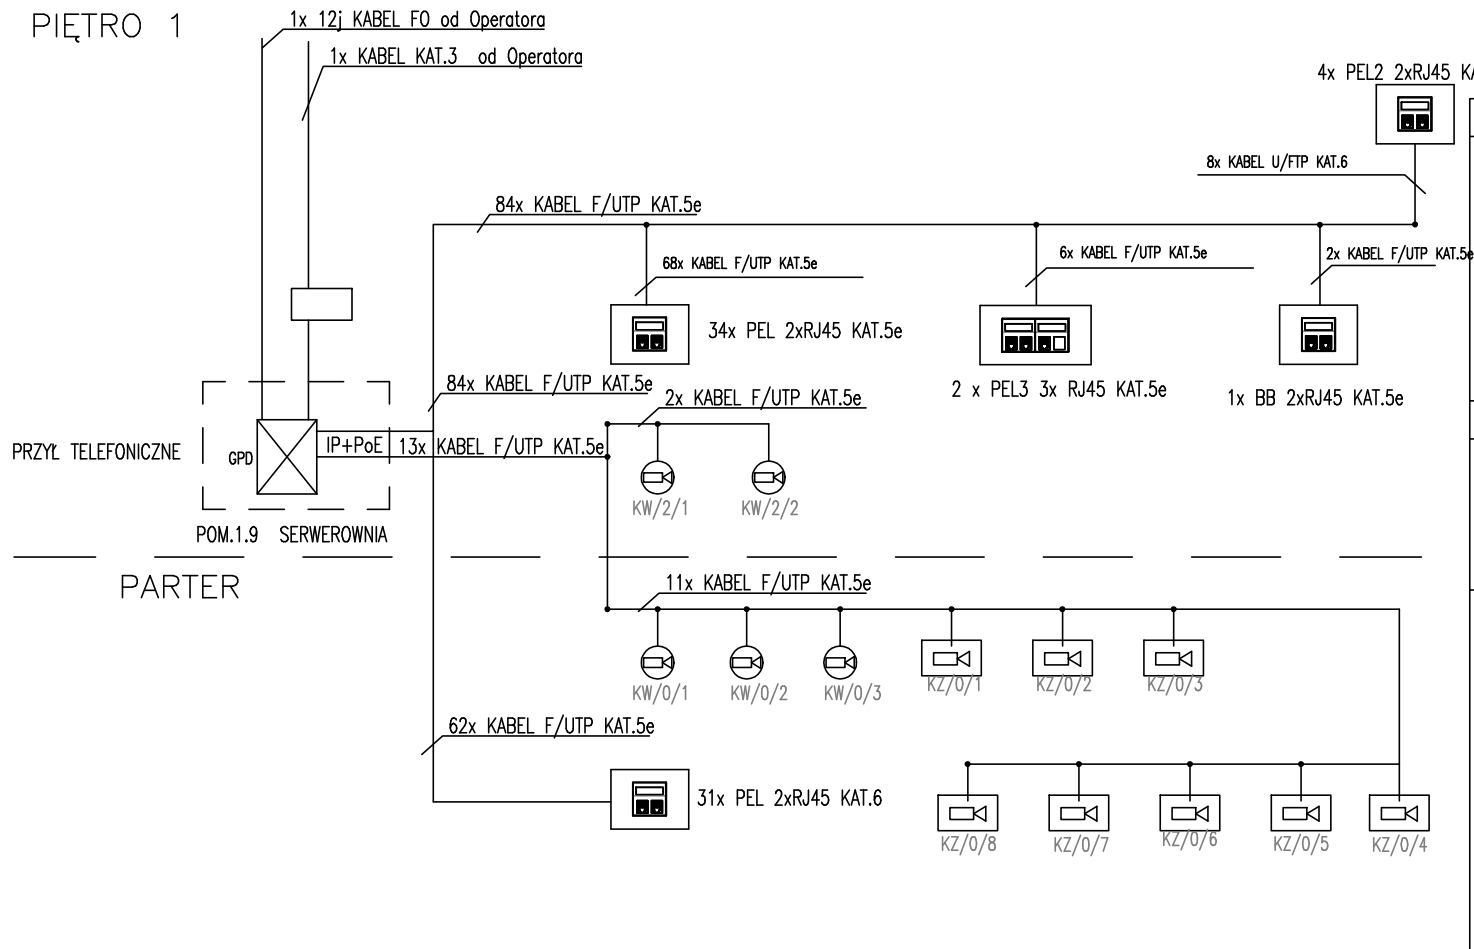 PIĘTRO 1
1x 12j KABEL FO od Operatora
1x KABEL KAT.3 od Operatora
4x PEL2 2xRJ45
8x KABEL U/FTP KAT.6
84x KABEL F/UTP KAT.5e
68x KABEL F/UTP KAT.5e
6x KABEL F/UTP KAT.5e
2x KABEL F/UTP KAT.5e
34x PEL 2xRJ45 KAT.5e
2 x PEL3 3x RJ45 KAT.5e
1x BB 2xRJ45 KAT.5e
84x KABEL F/UTP KAT.5e
2x KABEL F/UTP KAT.5e
PRZYŁ TELEFONICZNE
GPD
IP+PoE
13x KABEL F/UTP KAT.5e
KW/2/1
KW/2/2
POM.1.9 SERWEROWNIA
PARTER
11x KABEL F/UTP KAT.5e
KW/0/1
KW/0/2
KW/0/3
KZ/0/1
KZ/0/2
KZ/0/3
62x KABEL F/UTP KAT.5e
31x PEL 2xRJ45 KAT.6
KZ/0/8
KZ/0/7
KZ/0/6
KZ/0/5
KZ/0/4